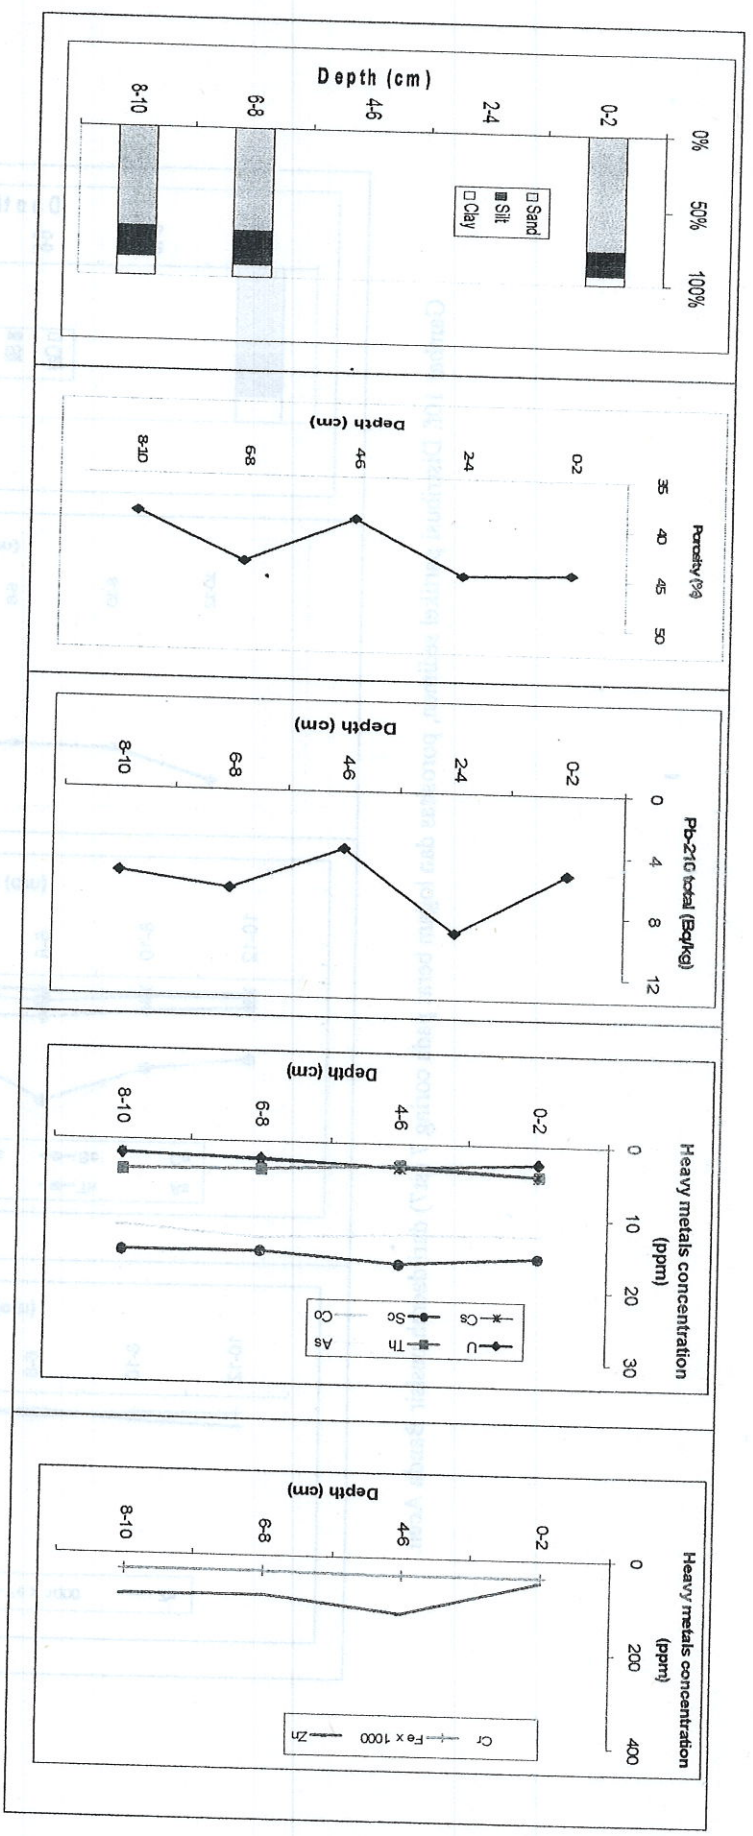 0% 50% 100%
0-2
2-4
4-6
6-8
8-10
Depth (cm)
Sand
Silt
Clay
Porosity (%)
35 40 45 50
0-2
2-4
4-6
6-8
8-10
Depth (cm)
Pb-210 total (Bq/kg)
0 4 8 12
0-2
2-4
4-6
6-8
8-10
Depth (cm)
Heavy metals concentration
(ppm)
0 10 20 30
0-2
4-6
6-8
8-10
Depth (cm)
U Th As
Cs Sc Co
Heavy metals concentration
(ppm)
0 200 400
0-2
4-6
6-8
8-10
Depth (cm)
Cr Fe x 1000 Zn